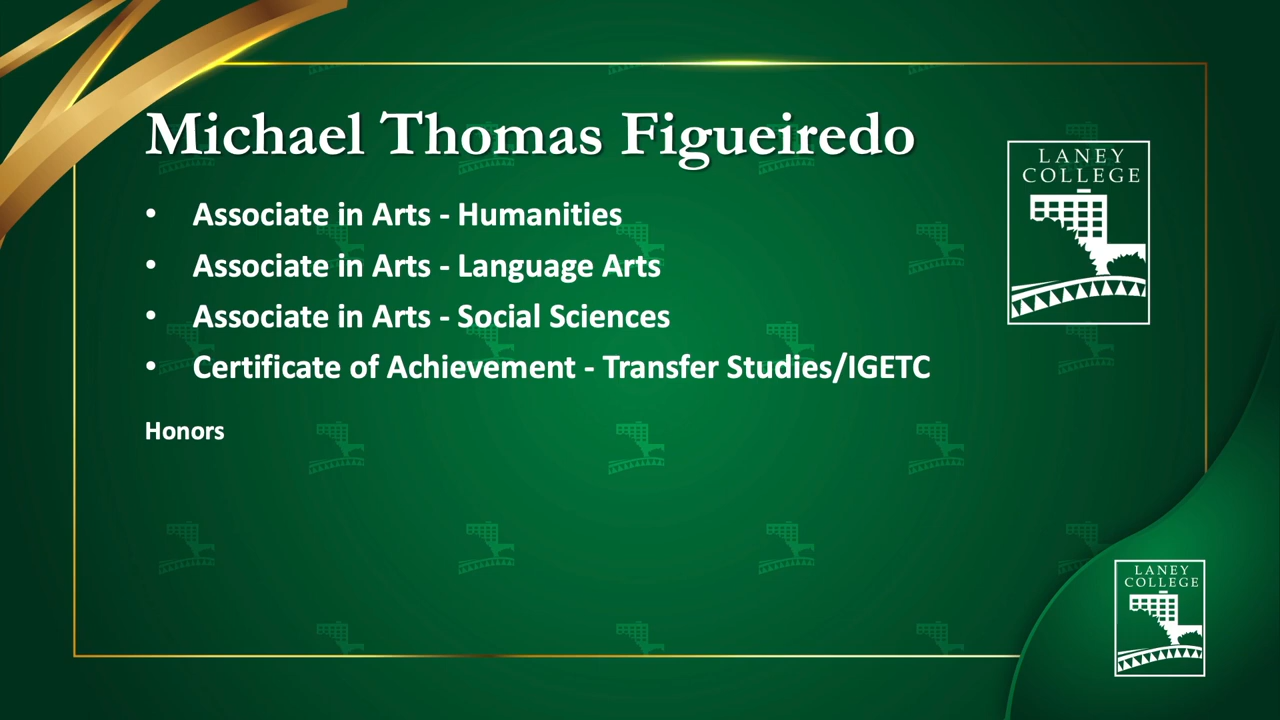 Michael Thomas Figueiredo
• Associate in Arts - Humanities
• Associate in Arts - Language Arts
• Associate in Arts - Social Sciences
• Certificate of Achievement - Transfer Studies/IGETC
Honors
LANEY
COLLEGE
LANEY
COLLEGE